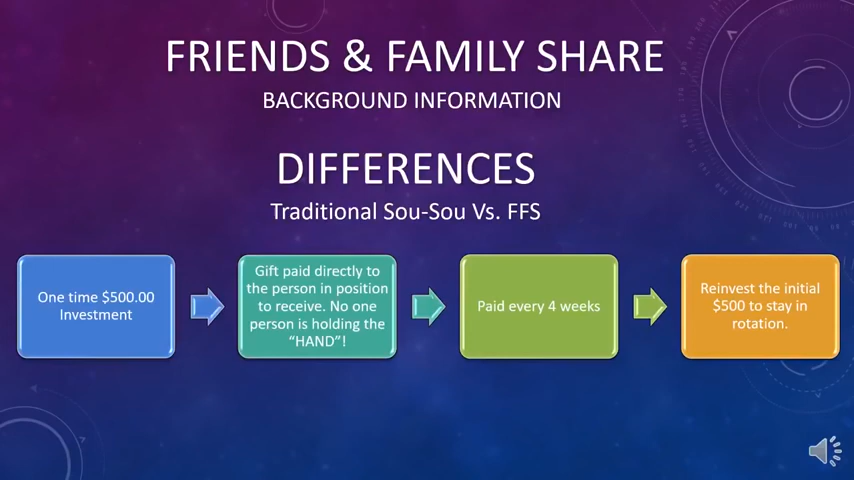 FRIENDS & FAMILY SHARE
BACKGROUND INFORMATION
DIFFERENCES
Traditional Sou-Sou Vs. FFS
One time $500.00
Investment
Gift paid directly to
the person in position
to receive. No one
person is holding the
“HAND”!
Paid every 4 weeks
Reinvest the initial
$500 to stay in
rotation.